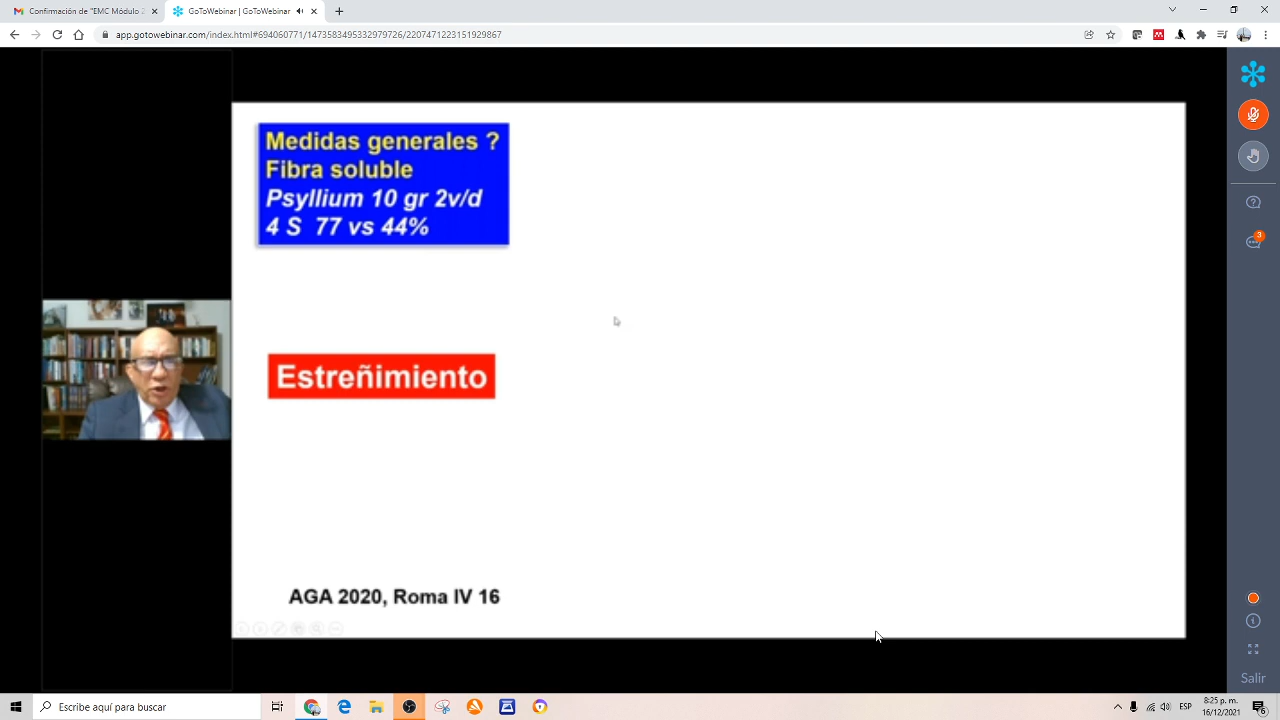 Confirmación de "EMC Módulo 2
GoToWebinar | GoToWebinar
app.gotowebinar.com/index.html#694060771/1473583495332979726/2207471223151929867
Medidas generales ?
Fibra soluble
Psyllium 10 gr 2v/d
4 S 77 vs 44%
Estreñimiento
AGA 2020, Roma IV 16
3
Salir
Escribe aquí para buscar
ESP
8:25 p. m.
16/12/2021